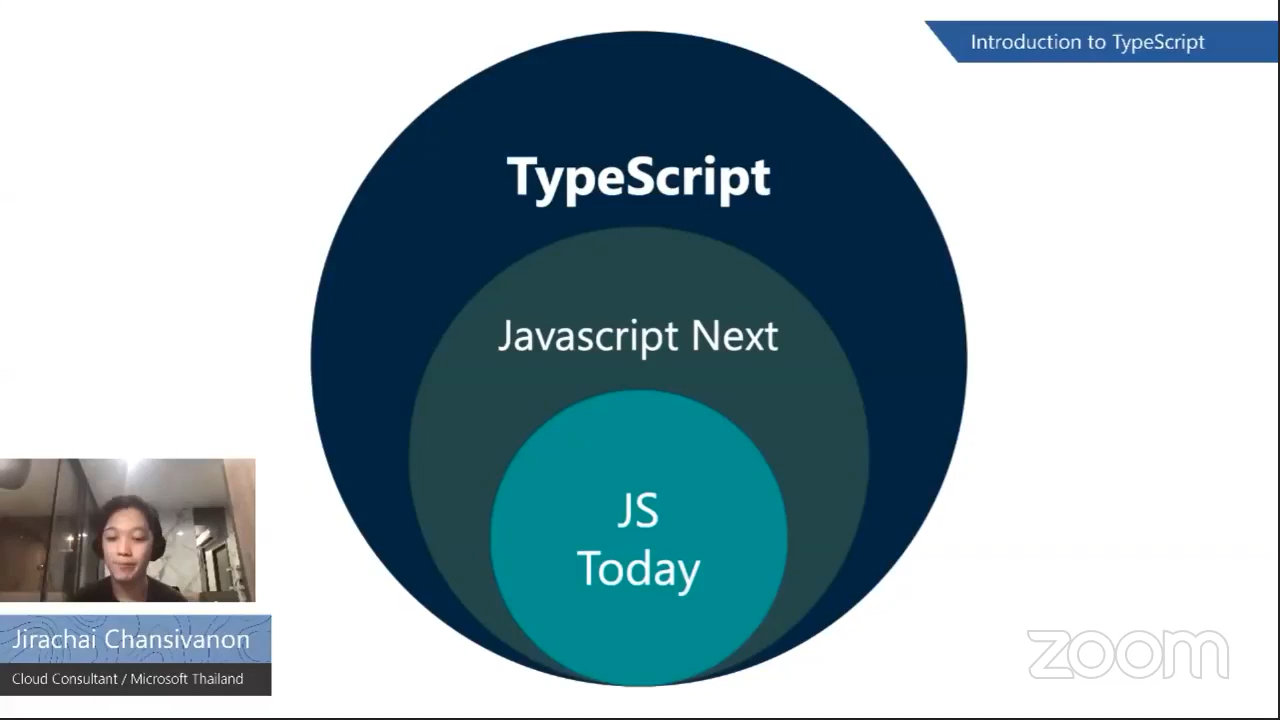 Introduction to TypeScript
TypeScript
Javascript Next
JS
Today
Jirachai Chansivanon
Cloud Consultant / Microsoft Thailand
zoom